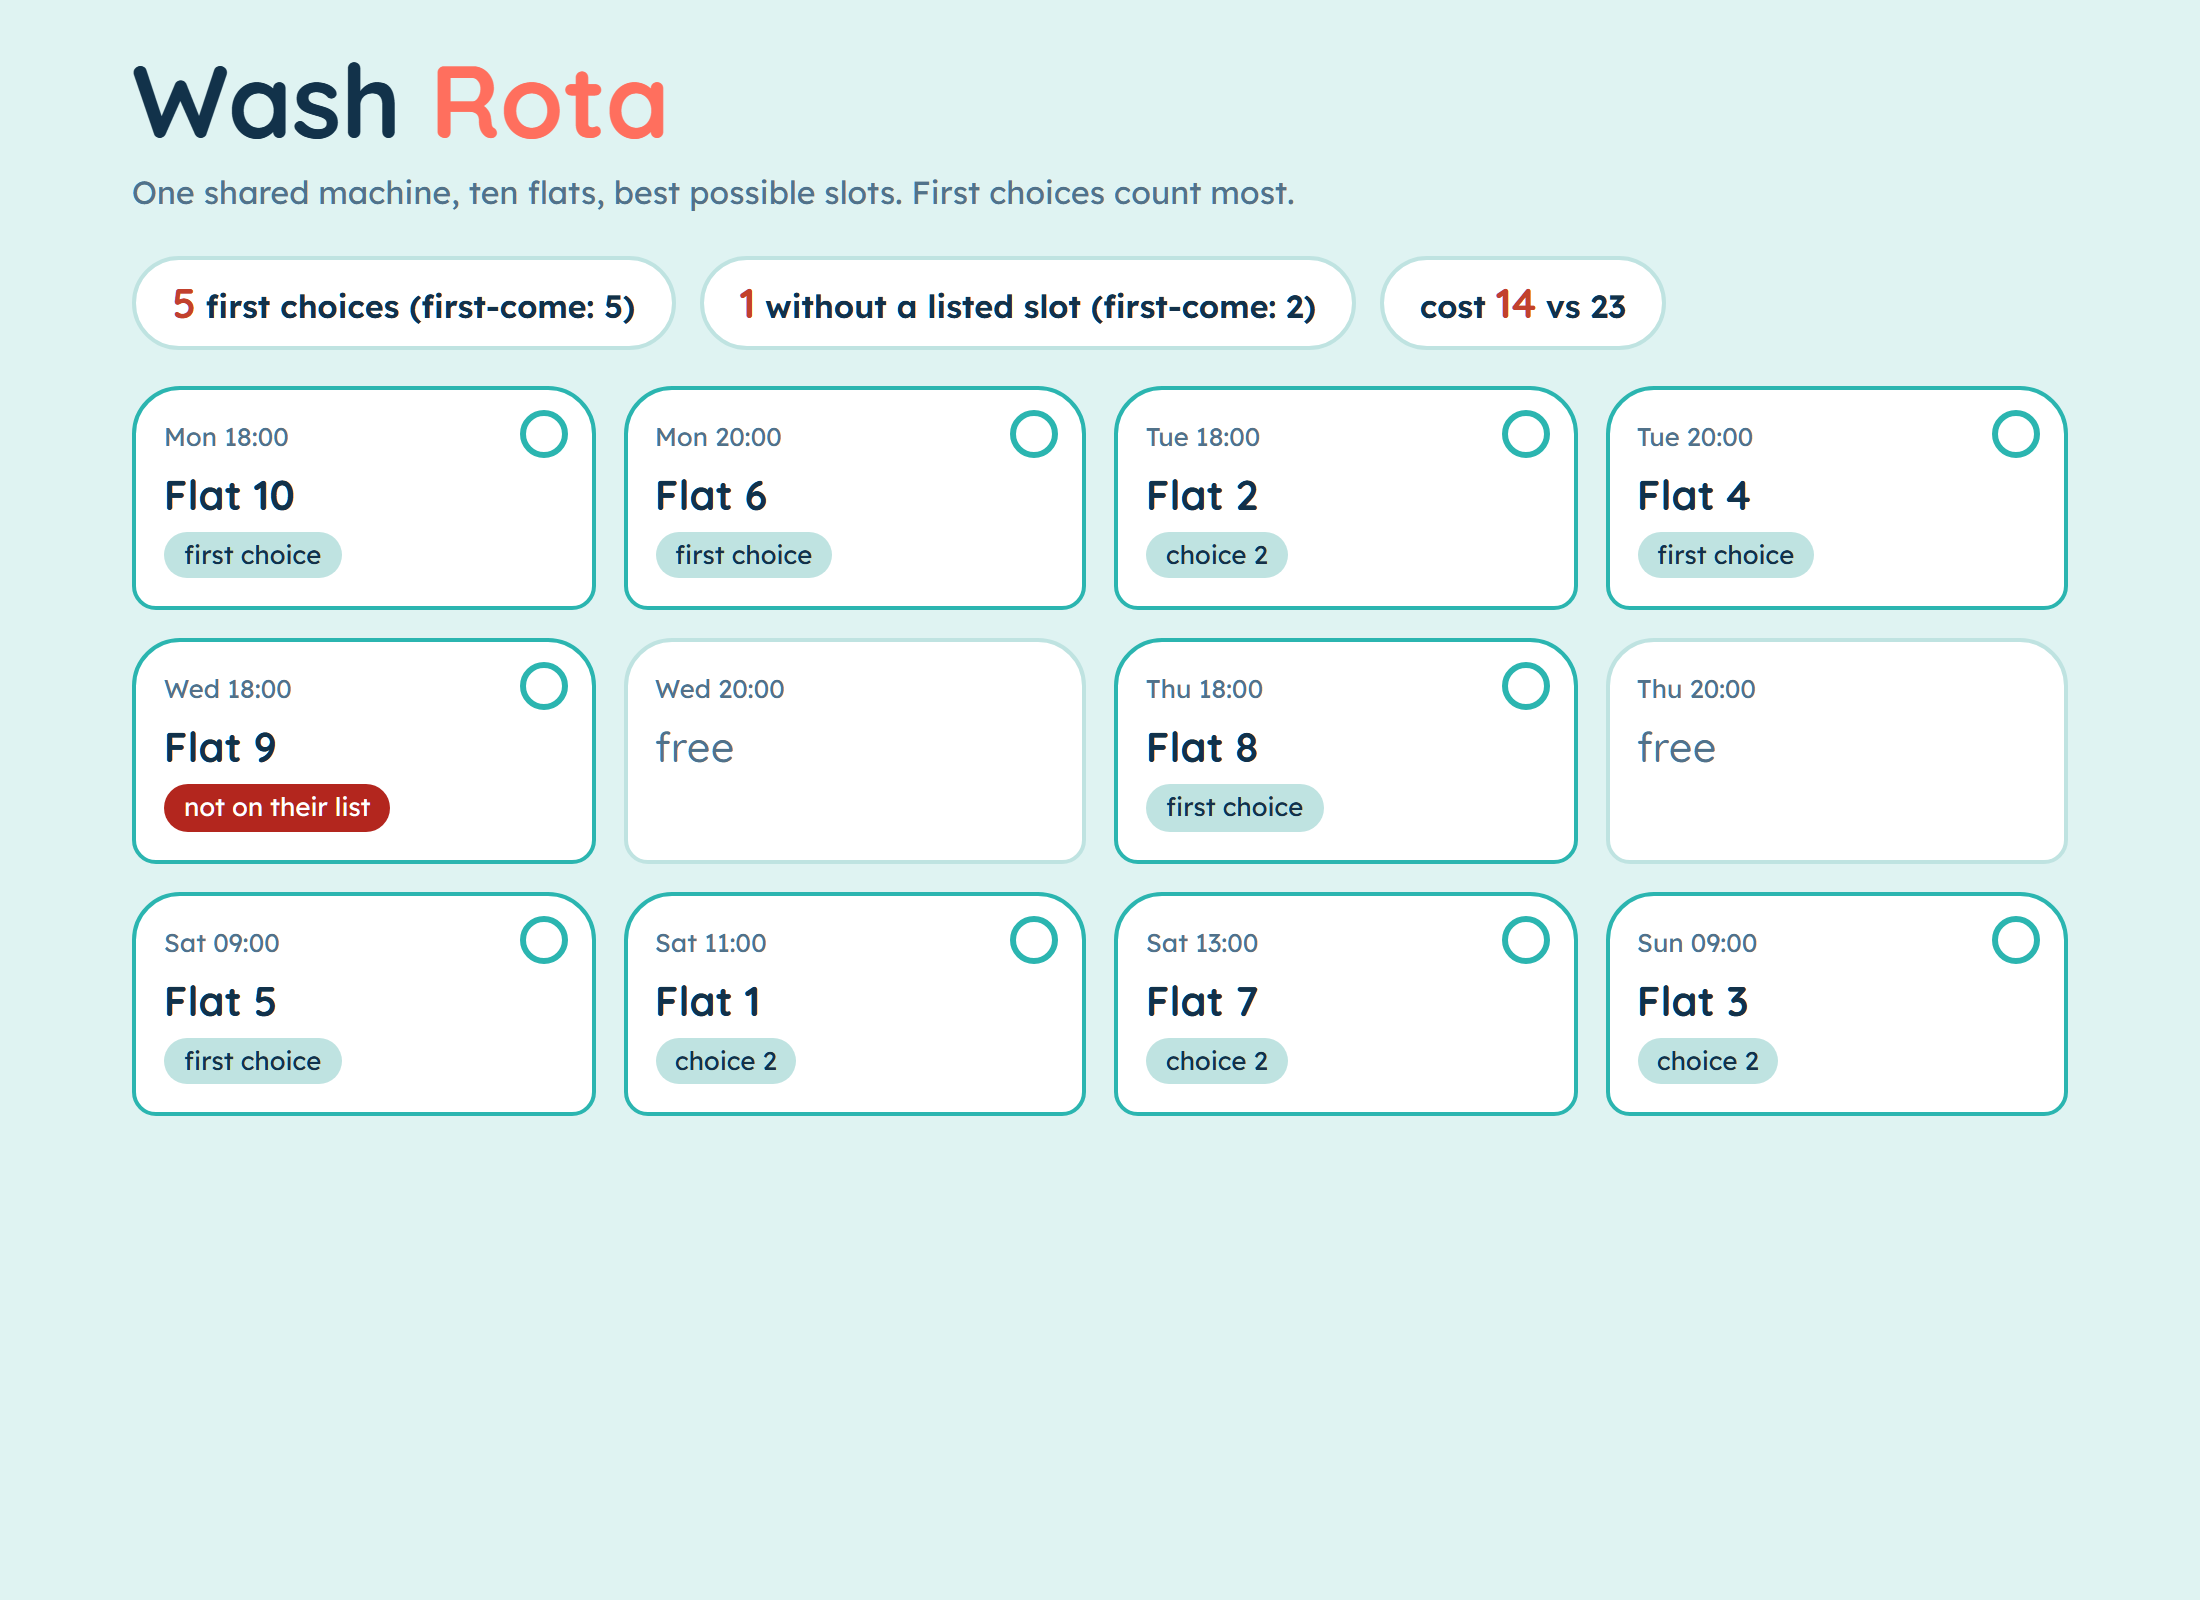 Wash Rota
One shared machine, ten flats, best possible slots. First choices count most.
5 first choices (first-come: 5)
1 without a listed slot (first-come: 2)
cost 14 vs 23
Mon 18:00
Flat 10
first choice
Mon 20:00
Flat 6
first choice
Tue 18:00
Flat 2
choice 2
Tue 20:00
Flat 4
first choice
Wed 18:00
Flat 9
not on their list
Wed 20:00
free
Thu 18:00
Flat 8
first choice
Thu 20:00
free
Sat 09:00
Flat 5
first choice
Sat 11:00
Flat 1
choice 2
Sat 13:00
Flat 7
choice 2
Sun 09:00
Flat 3
choice 2